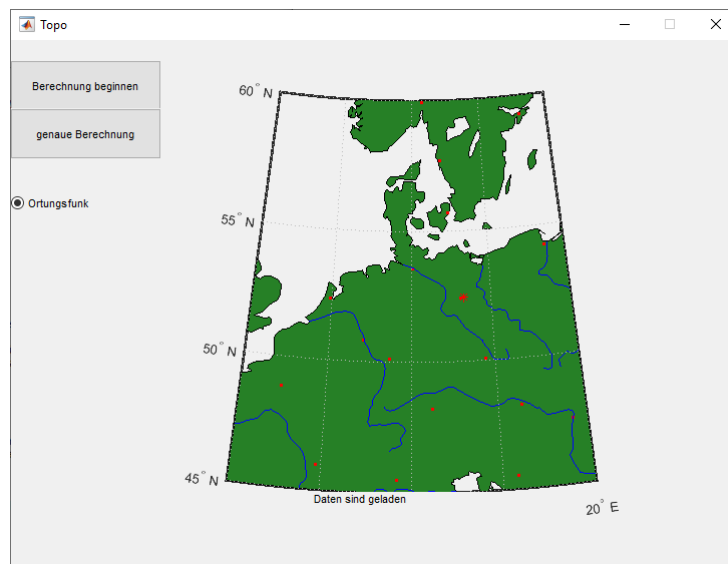 Topo
Berechnung beginnen
genaue Berechnung
Ortungsfunk
60° N
55° N
50° N
45° N
20° E
Daten sind geladen